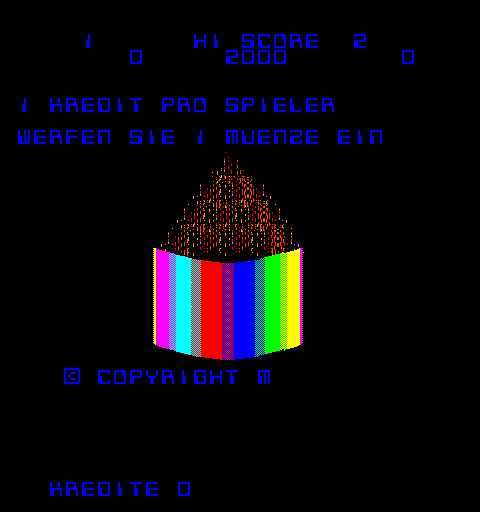 1 HI SCORE 2
0 2000 0
1 KREDIT PRO SPIELER
WERFEN SIE 1 MUENZE EIN
© COPYRIGHT M
KREDITE 0